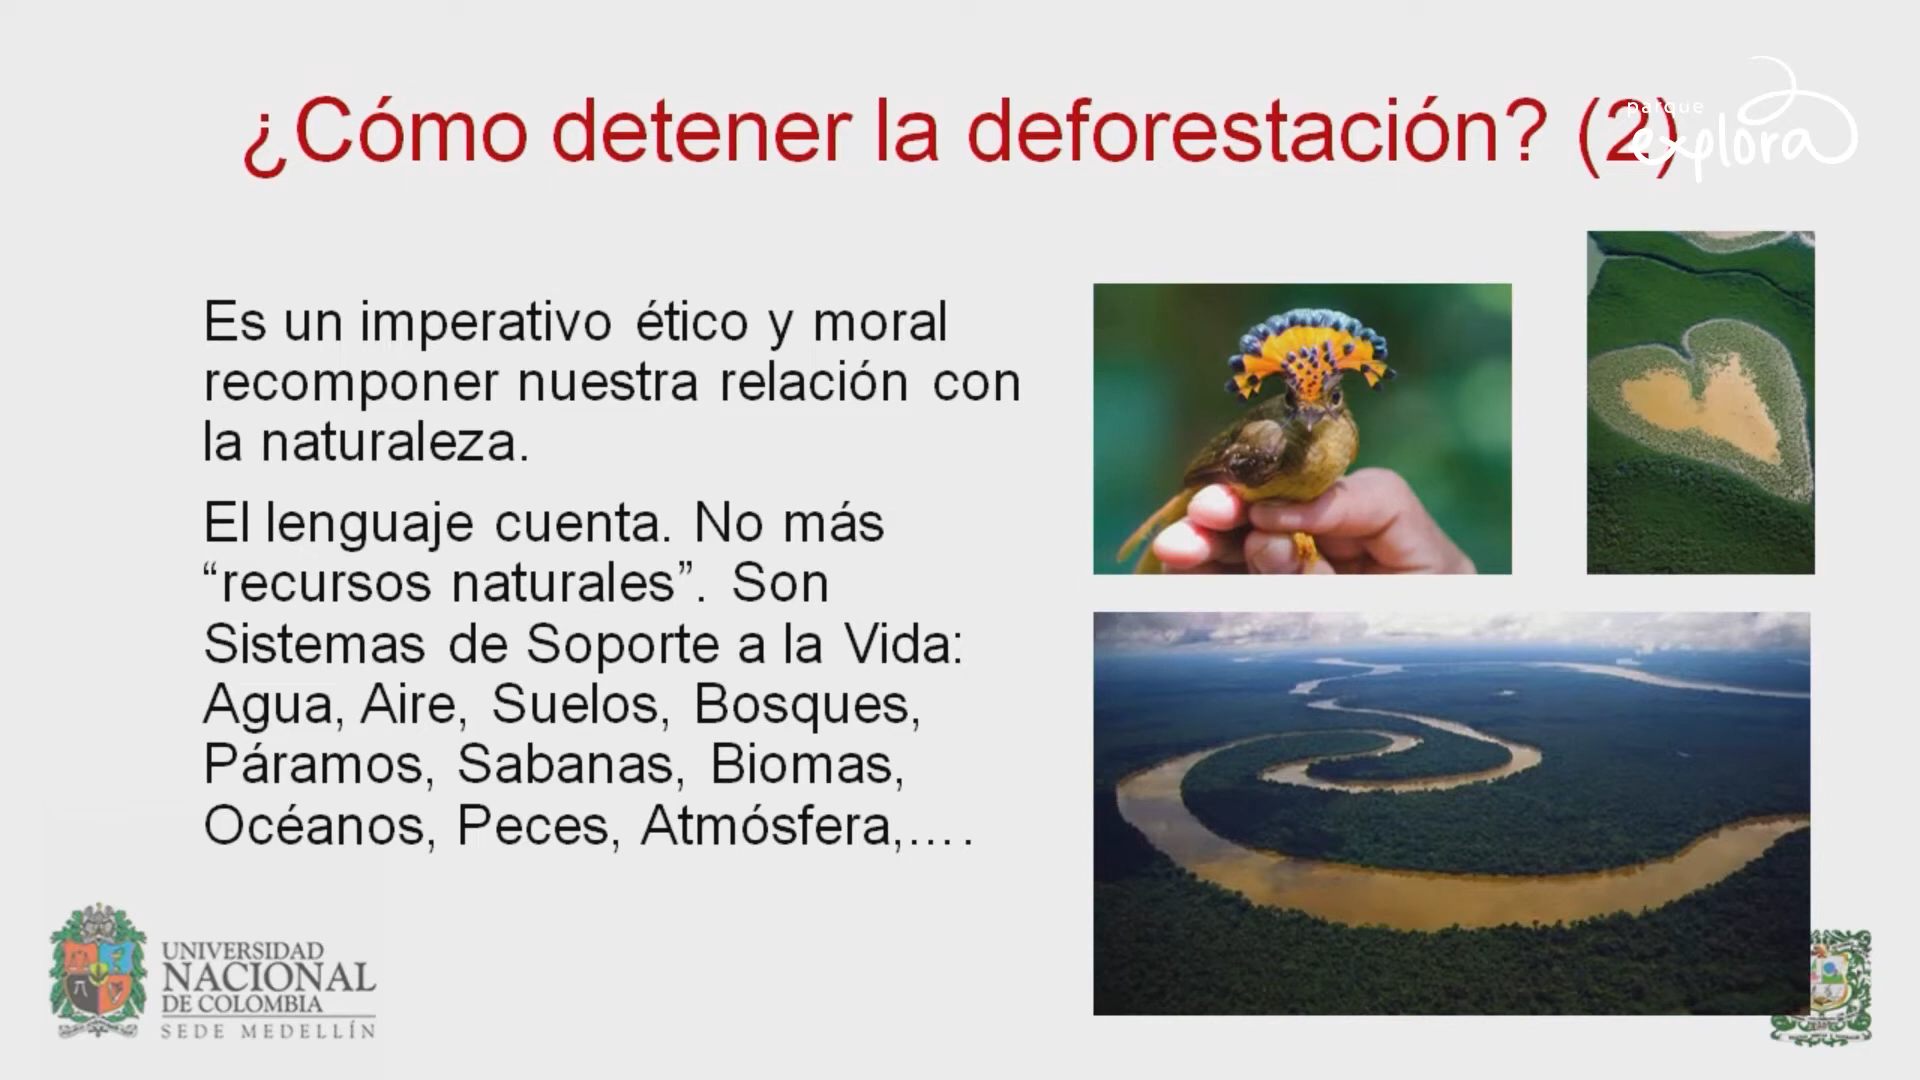 ¿Cómo detener la deforestación? (2)
parque
explora
Es un imperativo ético y moral
recomponer nuestra relación con
la naturaleza.
El lenguaje cuenta. No más
“recursos naturales”. Son
Sistemas de Soporte a la Vida:
Agua, Aire, Suelos, Bosques,
Páramos, Sabanas, Biomas,
Océanos, Peces, Atmósfera,….
UNIVERSIDAD
NACIONAL
DE COLOMBIA
SEDE MEDELLÍN